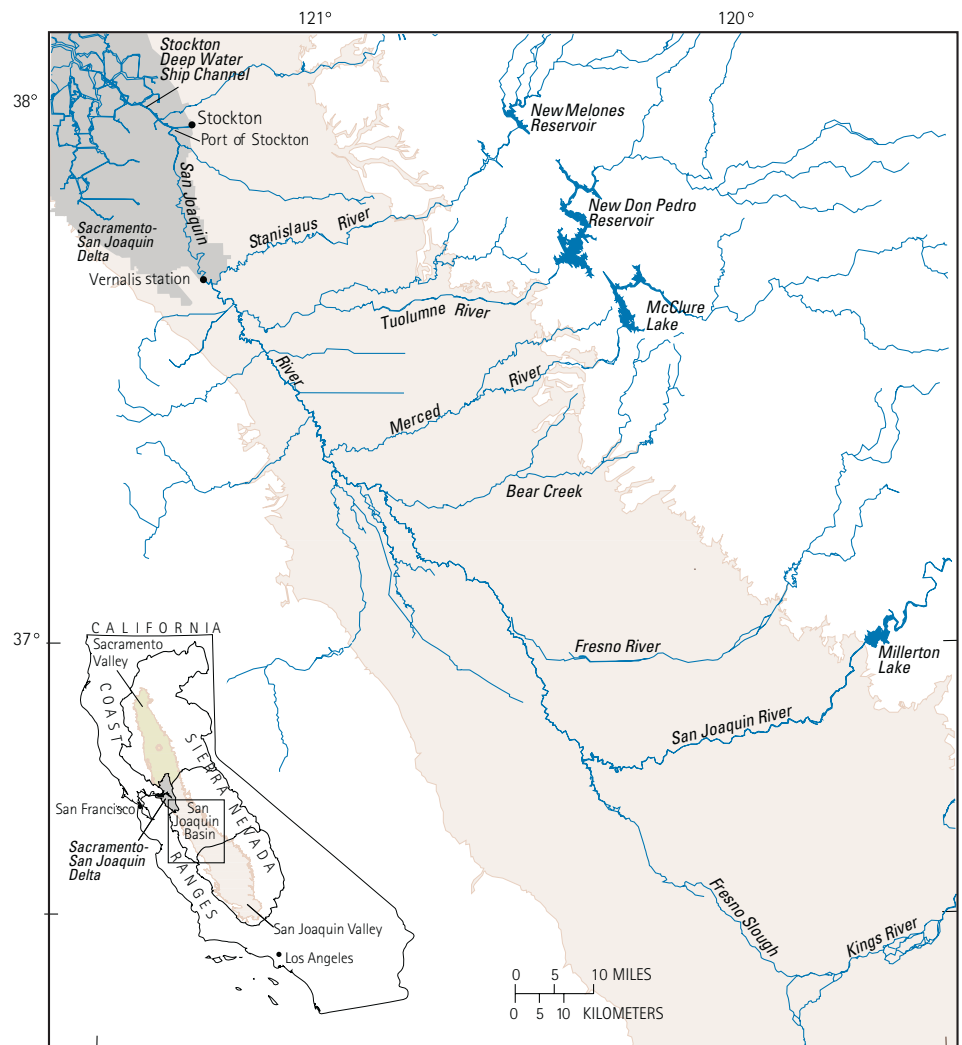 121°
120°
38°
37°
Stockton
Deep Water
Ship Channel
Stockton
Port of Stockton
New Melones
Reservoir
New Don Pedro
Reservoir
San Joaquin
Stanislaus River
Sacramento-
San Joaquin
Delta
Vernalis station
Tuolumne River
McClure
Lake
River
Merced River
Bear Creek
Fresno River
Millerton
Lake
San Joaquin River
Fresno Slough
Kings River
CALIFORNIA
Sacramento
Valley
COAST
RANGES
SIERRA NEVADA
San Francisco
San
Joaquin
Basin
Sacramento-
San Joaquin
Delta
San Joaquin Valley
Los Angeles
0 5 10 MILES
0 5 10 KILOMETERS